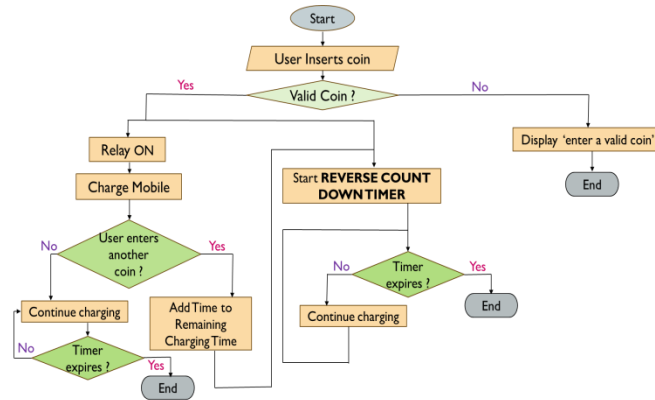 Start
User Inserts coin
Yes
Valid Coin ?
No
Relay ON
Display 'enter a valid coin'
Charge Mobile
Start REVERSE COUNT
DOWN TIMER
End
No
User enters
another
coin ?
Yes
No
Timer
expires ?
Yes
Continue charging
Add Time to
Remaining
Charging Time
Continue charging
End
No
Timer
expires ?
Yes
End